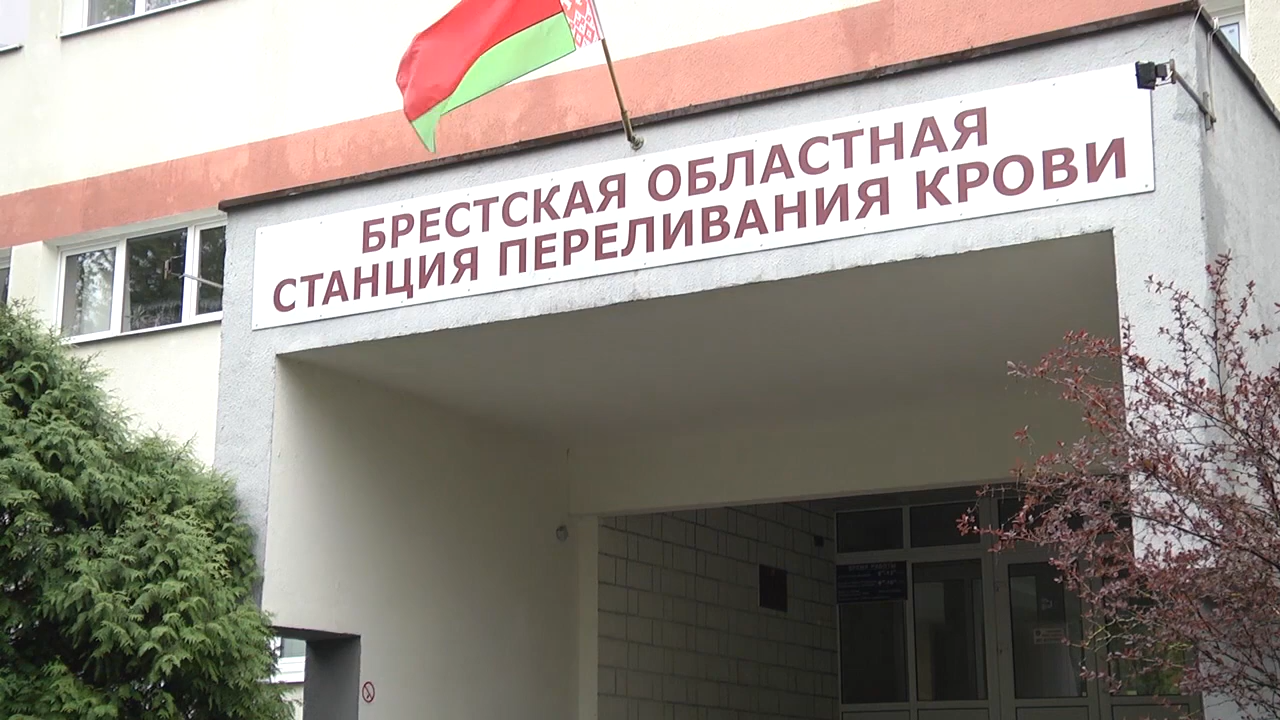 БРЕСТСКАЯ ОБЛАСТНАЯ
СТАНЦИЯ ПЕРЕЛИВАНИЯ КРОВИ